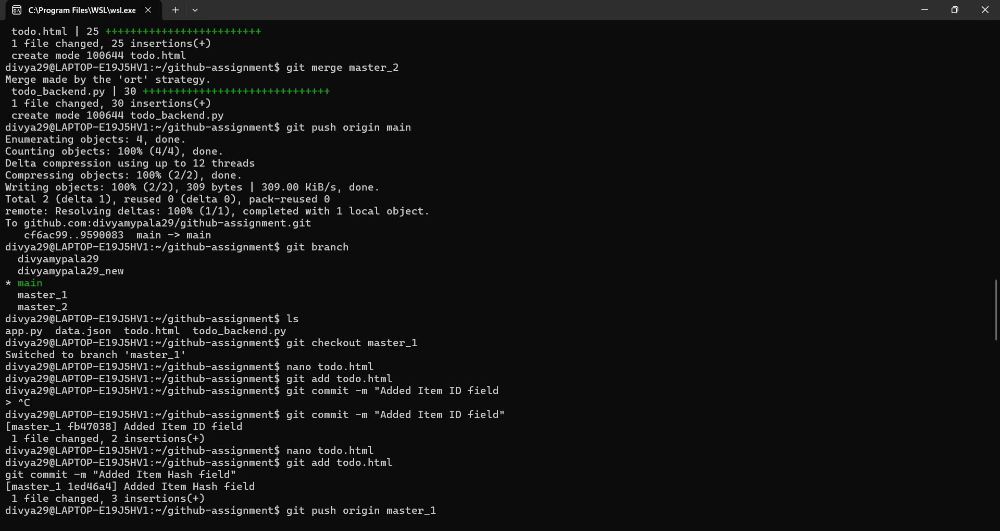 C:\Program Files\WSL\wsl.exe
todo.html | 25 +++++++++++++++++++++++++
1 file changed, 25 insertions(+)
create mode 100644 todo.html
divya29@LAPTOP-E19J5HV1:~/github-assignment$ git merge master_2
Merge made by the 'ort' strategy.
todo_backend.py | 30 ++++++++++++++++++++++++++++++
1 file changed, 30 insertions(+)
create mode 100644 todo_backend.py
divya29@LAPTOP-E19J5HV1:~/github-assignment$ git push origin main
Enumerating objects: 4, done.
Counting objects: 100% (4/4), done.
Delta compression using up to 12 threads
Compressing objects: 100% (2/2), done.
Writing objects: 100% (2/2), 309 bytes | 309.00 KiB/s, done.
Total 2 (delta 1), reused 0 (delta 0), pack-reused 0
remote: Resolving deltas: 100% (1/1), completed with 1 local object.
To github.com:divyamypala29/github-assignment.git
cf6ac99..9590083  main -> main
divya29@LAPTOP-E19J5HV1:~/github-assignment$ git branch
divyamypala29
divyamypala29_new
* main
master_1
master_2
divya29@LAPTOP-E19J5HV1:~/github-assignment$ ls
app.py  data.json  todo.html  todo_backend.py
divya29@LAPTOP-E19J5HV1:~/github-assignment$ git checkout master_1
Switched to branch 'master_1'
divya29@LAPTOP-E19J5HV1:~/github-assignment$ nano todo.html
divya29@LAPTOP-E19J5HV1:~/github-assignment$ git add todo.html
divya29@LAPTOP-E19J5HV1:~/github-assignment$ git commit -m "Added Item ID field
> ^C
divya29@LAPTOP-E19J5HV1:~/github-assignment$ git commit -m "Added Item ID field"
[master_1 fb47038] Added Item ID field
1 file changed, 2 insertions(+)
divya29@LAPTOP-E19J5HV1:~/github-assignment$ nano todo.html
divya29@LAPTOP-E19J5HV1:~/github-assignment$ git add todo.html
git commit -m "Added Item Hash field"
[master_1 1ed46a4] Added Item Hash field
1 file changed, 3 insertions(+)
divya29@LAPTOP-E19J5HV1:~/github-assignment$ git push origin master_1